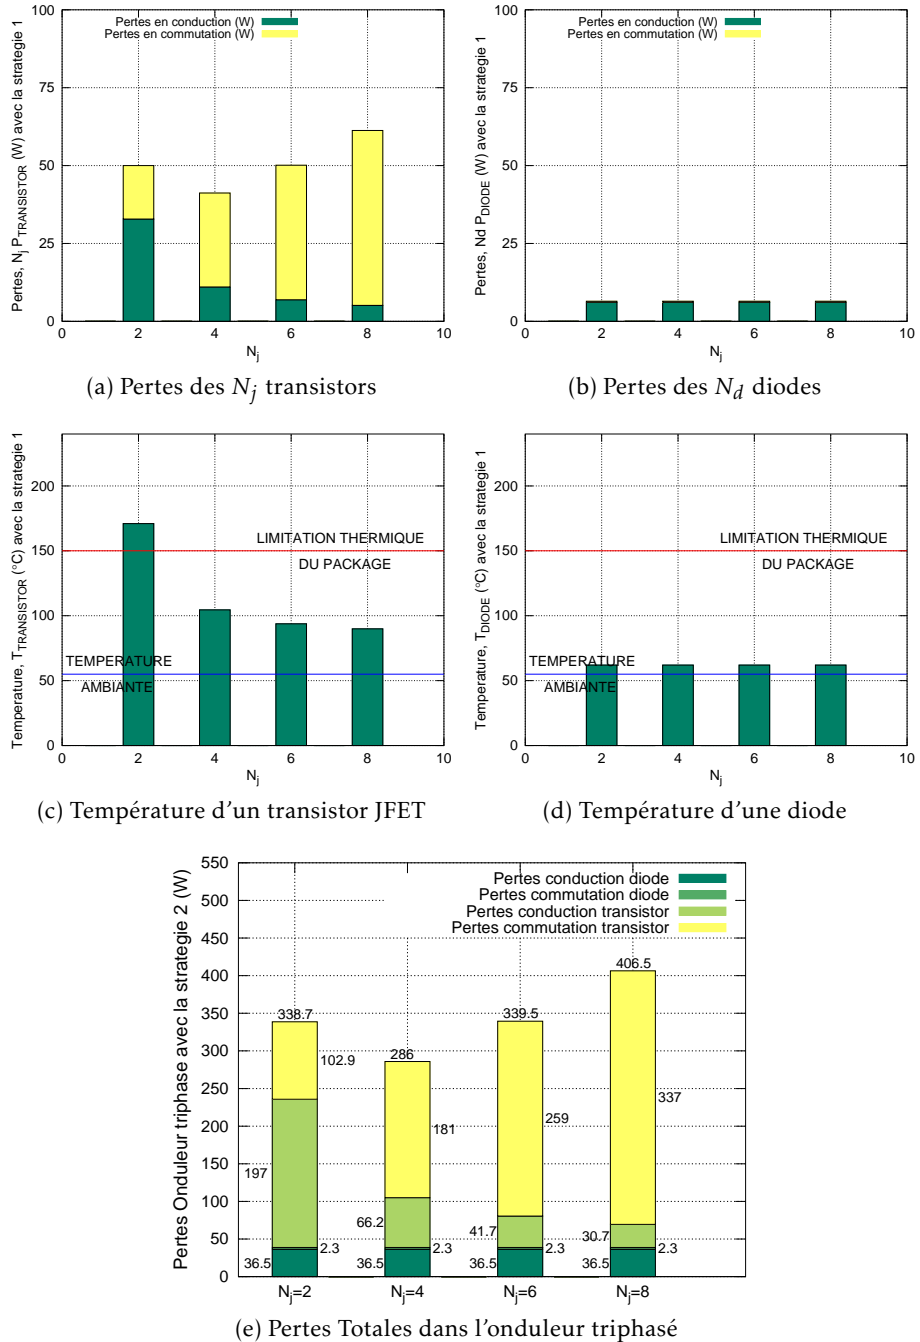 Pertes, Nj PTRANSISTOR (W) avec la strategie 1
100
75
50
25
0
Pertes en conduction (W)
Pertes en commutation (W)
0 2 4 6 8 10
Nj
(a) Pertes des Nj transistors
Pertes, Nd PDIODE (W) avec la strategie 1
100
75
50
25
0
Pertes en conduction (W)
Pertes en commutation (W)
0 2 4 6 8 10
Nj
(b) Pertes des Nd diodes
Temperature, TTRANSISTOR (°C) avec la strategie 1
200
150
100
50
0
LIMITATION THERMIQUE
DU PACKAGE
TEMPERATURE
AMBIANTE
0 2 4 6 8 10
Nj
(c) Température d'un transistor JFET
Temperature, TDIODE (°C) avec la strategie 1
200
150
100
50
0
LIMITATION THERMIQUE
DU PACKAGE
TEMPERATURE
AMBIANTE
0 2 4 6 8 10
Nj
(d) Température d'une diode
Pertes Onduleur triphase avec la strategie 2 (W)
550
500
450
400
350
300
250
200
150
100
50
0
Pertes conduction diode
Pertes commutation diode
Pertes conduction transistor
Pertes commutation transistor
338.7
102.9
197
2.3
36.5
286
181
66.2
2.3
36.5
339.5
259
41.7
2.3
36.5
406.5
337
30.7
2.3
36.5
Nj=2 Nj=4 Nj=6 Nj=8
(e) Pertes Totales dans l'onduleur triphasé